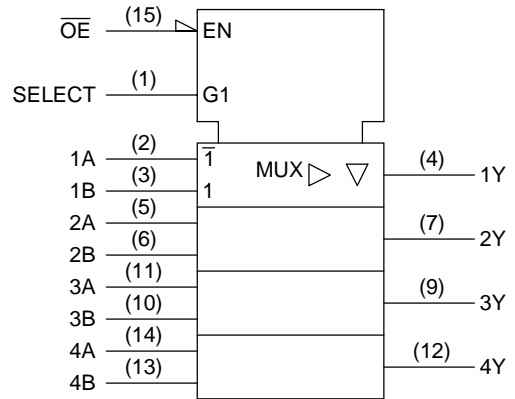 O̅E̅ (15) EN
SELECT (1) G1
1A (2) 1̅ MUX (4) 1Y
1B (3) 1
2A (5) (7) 2Y
2B (6)
3A (11) (9) 3Y
3B (10)
4A (14) (12) 4Y
4B (13)